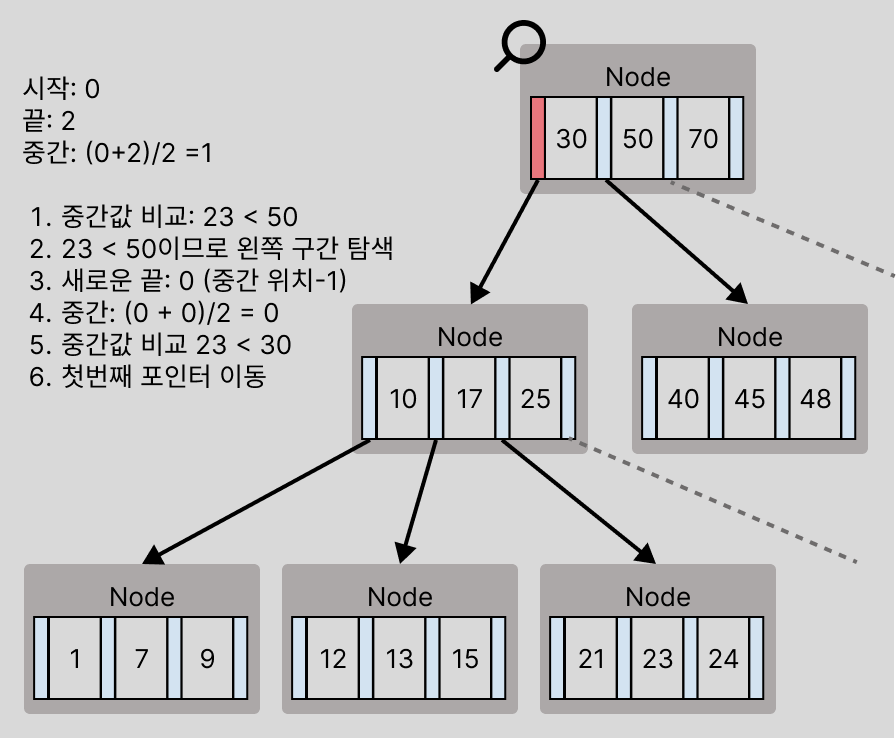 시작: 0
끝: 2
중간: (0+2)/2 =1
1. 중간값 비교: 23 < 50
2. 23 < 50이므로 왼쪽 구간 탐색
3. 새로운 끝: 0 (중간 위치-1)
4. 중간: (0 + 0)/2 = 0
5. 중간값 비교 23 < 30
6. 첫번째 포인터 이동
Node
30 50 70
Node
10 17 25
Node
40 45 48
Node
1 7 9
Node
12 13 15
Node
21 23 24